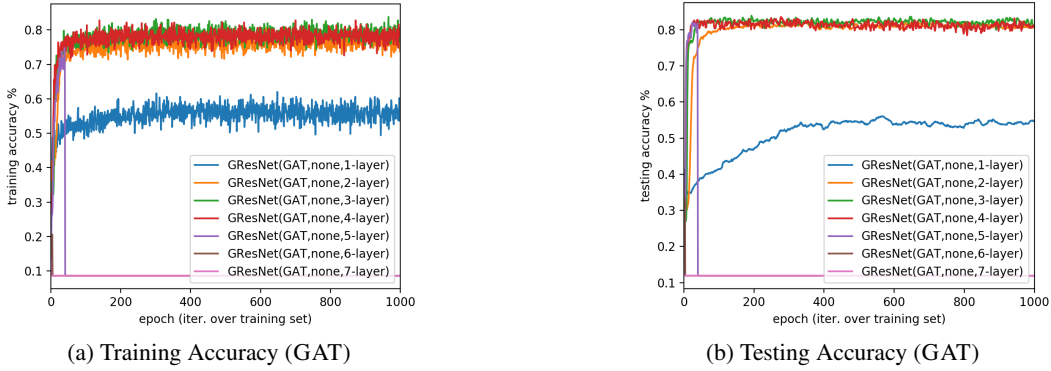 0.8
0.7
0.6
0.5
0.4
0.3
0.2
0.1
training accuracy %
GResNet(GAT,none,1-layer)
GResNet(GAT,none,2-layer)
GResNet(GAT,none,3-layer)
GResNet(GAT,none,4-layer)
GResNet(GAT,none,5-layer)
GResNet(GAT,none,6-layer)
GResNet(GAT,none,7-layer)
0 200 400 600 800 1000
epoch (iter. over training set)
(a) Training Accuracy (GAT)
0.8
0.7
0.6
0.5
0.4
0.3
0.2
0.1
testing accuracy %
GResNet(GAT,none,1-layer)
GResNet(GAT,none,2-layer)
GResNet(GAT,none,3-layer)
GResNet(GAT,none,4-layer)
GResNet(GAT,none,5-layer)
GResNet(GAT,none,6-layer)
GResNet(GAT,none,7-layer)
0 200 400 600 800 1000
epoch (iter. over training set)
(b) Testing Accuracy (GAT)